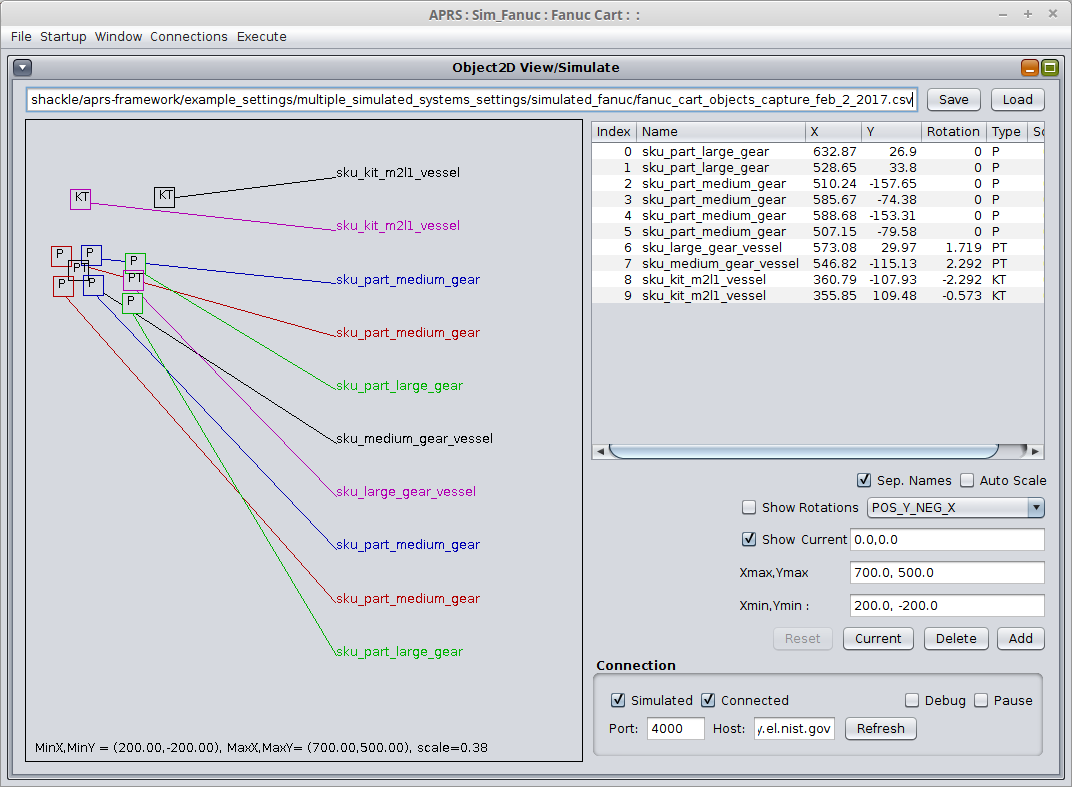 APRS : Sim_Fanuc : Fanuc Cart : :
File Startup Window Connections Execute
Object2D View/Simulate
shackle/aprs-framework/example_settings/multiple_simulated_systems_settings/simulated_fanuc/fanuc_cart_objects_capture_feb_2_2017.csv Save Load
KT
KT
P
P
P
PT
PT
P
P
P
sku_kit_m2l1_vessel
sku_kit_m2l1_vessel
sku_part_medium_gear
sku_part_medium_gear
sku_part_large_gear
sku_medium_gear_vessel
sku_large_gear_vessel
sku_part_medium_gear
sku_part_medium_gear
sku_part_large_gear
MinX,MinY = (200.00,-200.00), MaxX,MaxY= (700.00,500.00), scale=0.38
Index Name X Y Rotation Type Sc
0 sku_part_large_gear 632.87 26.9 0 P
1 sku_part_large_gear 528.65 33.8 0 P
2 sku_part_medium_gear 510.24 -157.65 0 P
3 sku_part_medium_gear 585.67 -74.38 0 P
4 sku_part_medium_gear 588.68 -153.31 0 P
5 sku_part_medium_gear 507.15 -79.58 0 P
6 sku_large_gear_vessel 573.08 29.97 1.719 PT
7 sku_medium_gear_vessel 546.82 -115.13 2.292 PT
8 sku_kit_m2l1_vessel 360.79 -107.93 -2.292 KT
9 sku_kit_m2l1_vessel 355.85 109.48 -0.573 KT
Sep. Names Auto Scale
Show Rotations POS_Y_NEG_X
Show Current 0.0,0.0
Xmax,Ymax 700.0, 500.0
Xmin,Ymin : 200.0, -200.0
Reset Current Delete Add
Connection
Simulated Connected Debug Pause
Port: 4000 Host: y.el.nist.gov Refresh